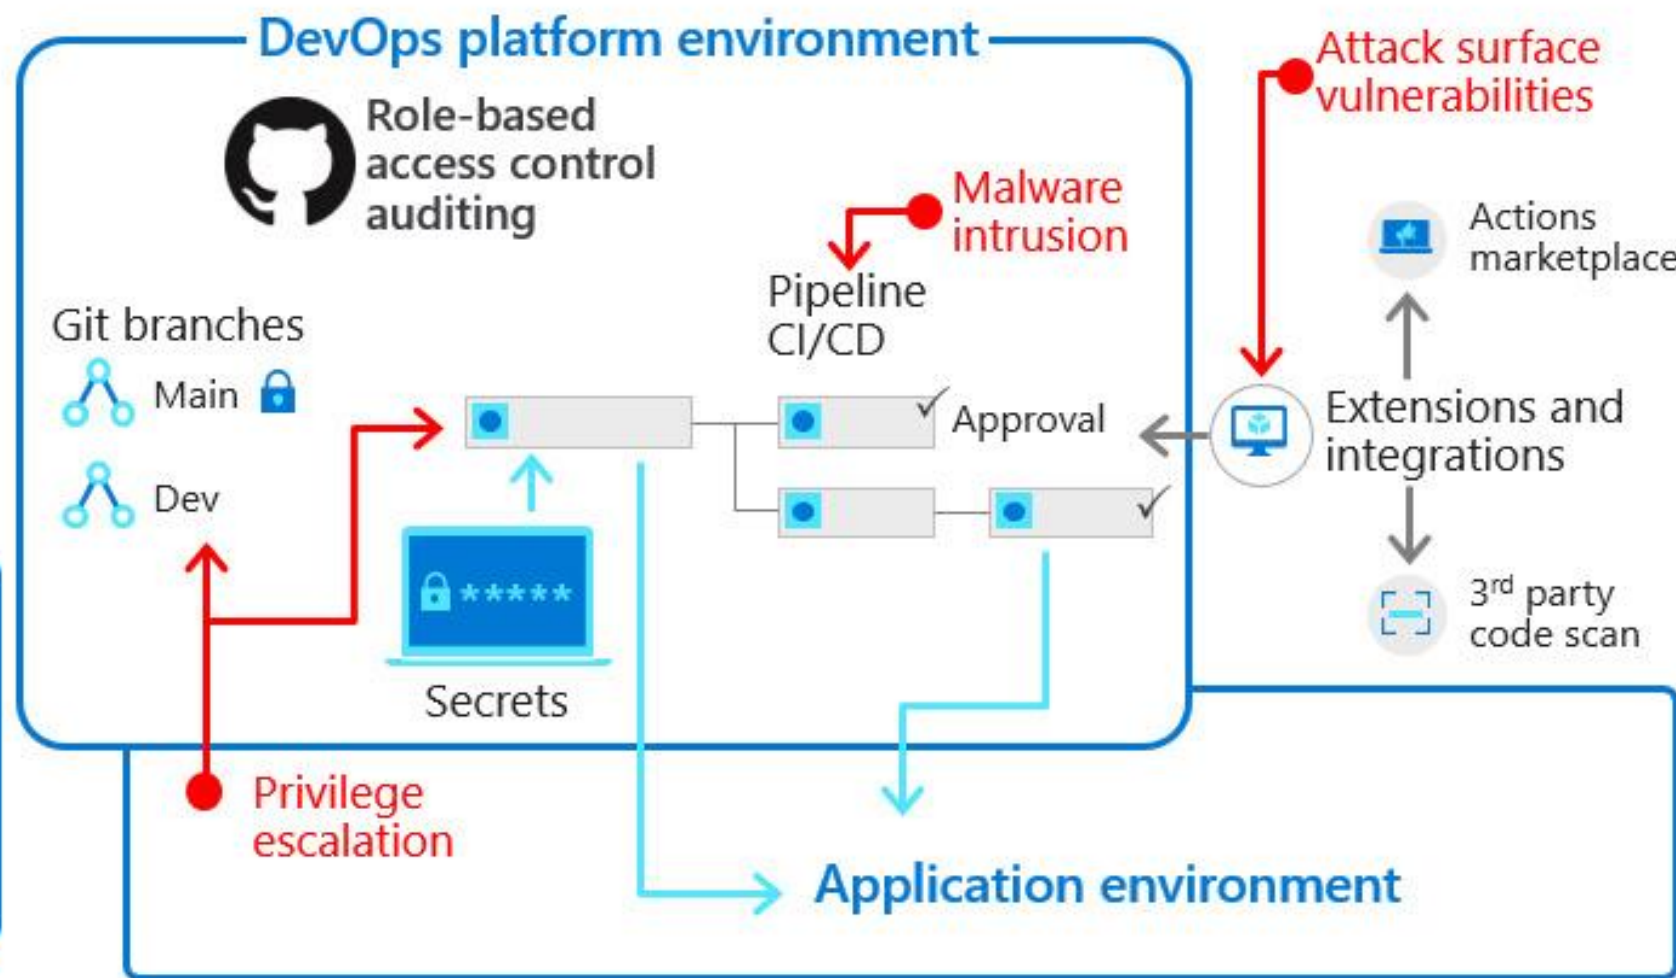 DevOps platform environment
Attack surface
vulnerabilities
Role-based
access control
auditing
Malware
intrusion
Actions
marketplace
Pipeline
CI/CD
Git branches
Main
Approval
Extensions and
integrations
Dev
*****
3rd party
code scan
Secrets
Privilege
escalation
Application environment